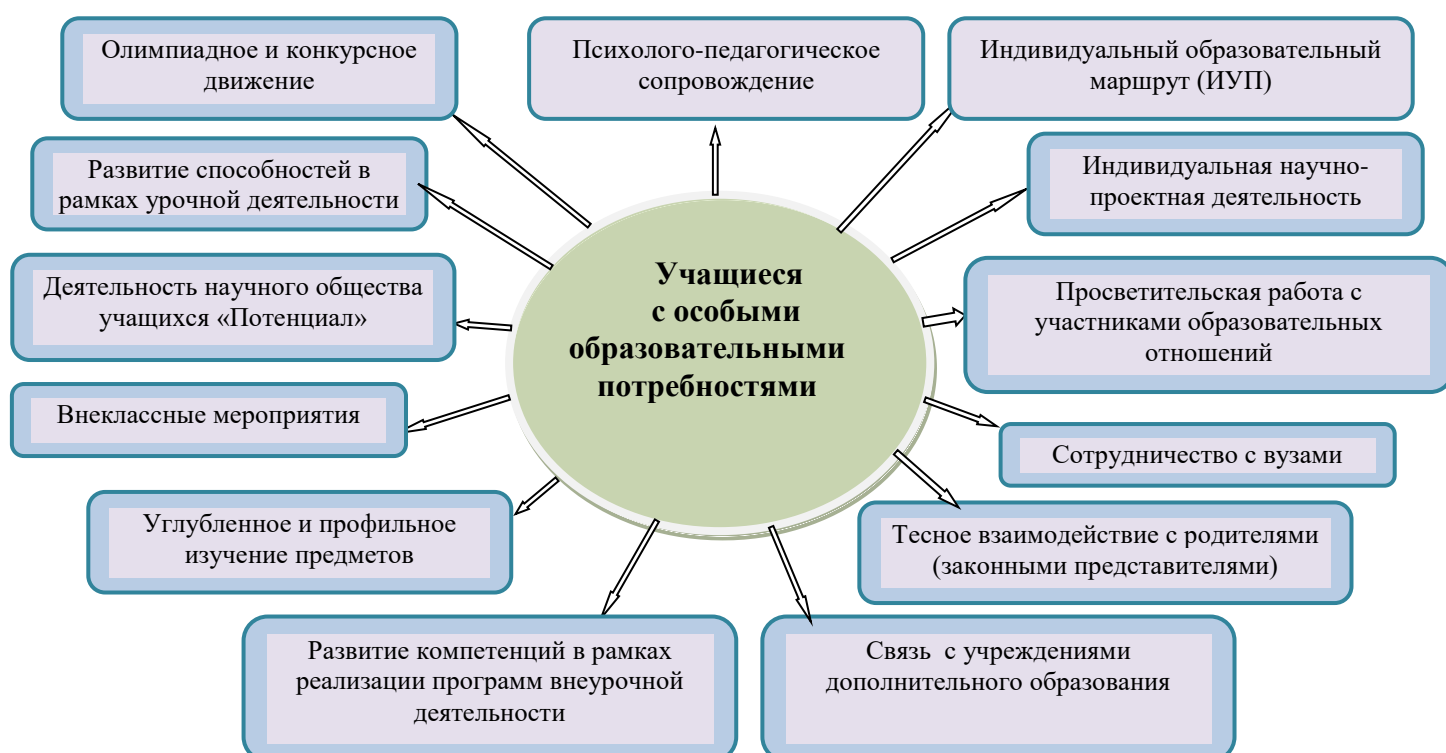 Олимпиадное и конкурсное
движение
Психолого-педагогическое
сопровождение
Индивидуальный образовательный
маршрут (ИУП)
Развитие способностей в
рамках урочной деятельности
Индивидуальная научно-
проектная деятельность
Деятельность научного общества
учащихся «Потенциал»
Учащиеся
с особыми
образовательными
потребностями
Просветительская работа с
участниками образовательных
отношений
Внеклассные мероприятия
Сотрудничество с вузами
Углубленное и профильное
изучение предметов
Тесное взаимодействие с родителями
(законными представителями)
Развитие компетенций в рамках
реализации программ внеурочной
деятельности
Связь с учреждениями
дополнительного образования